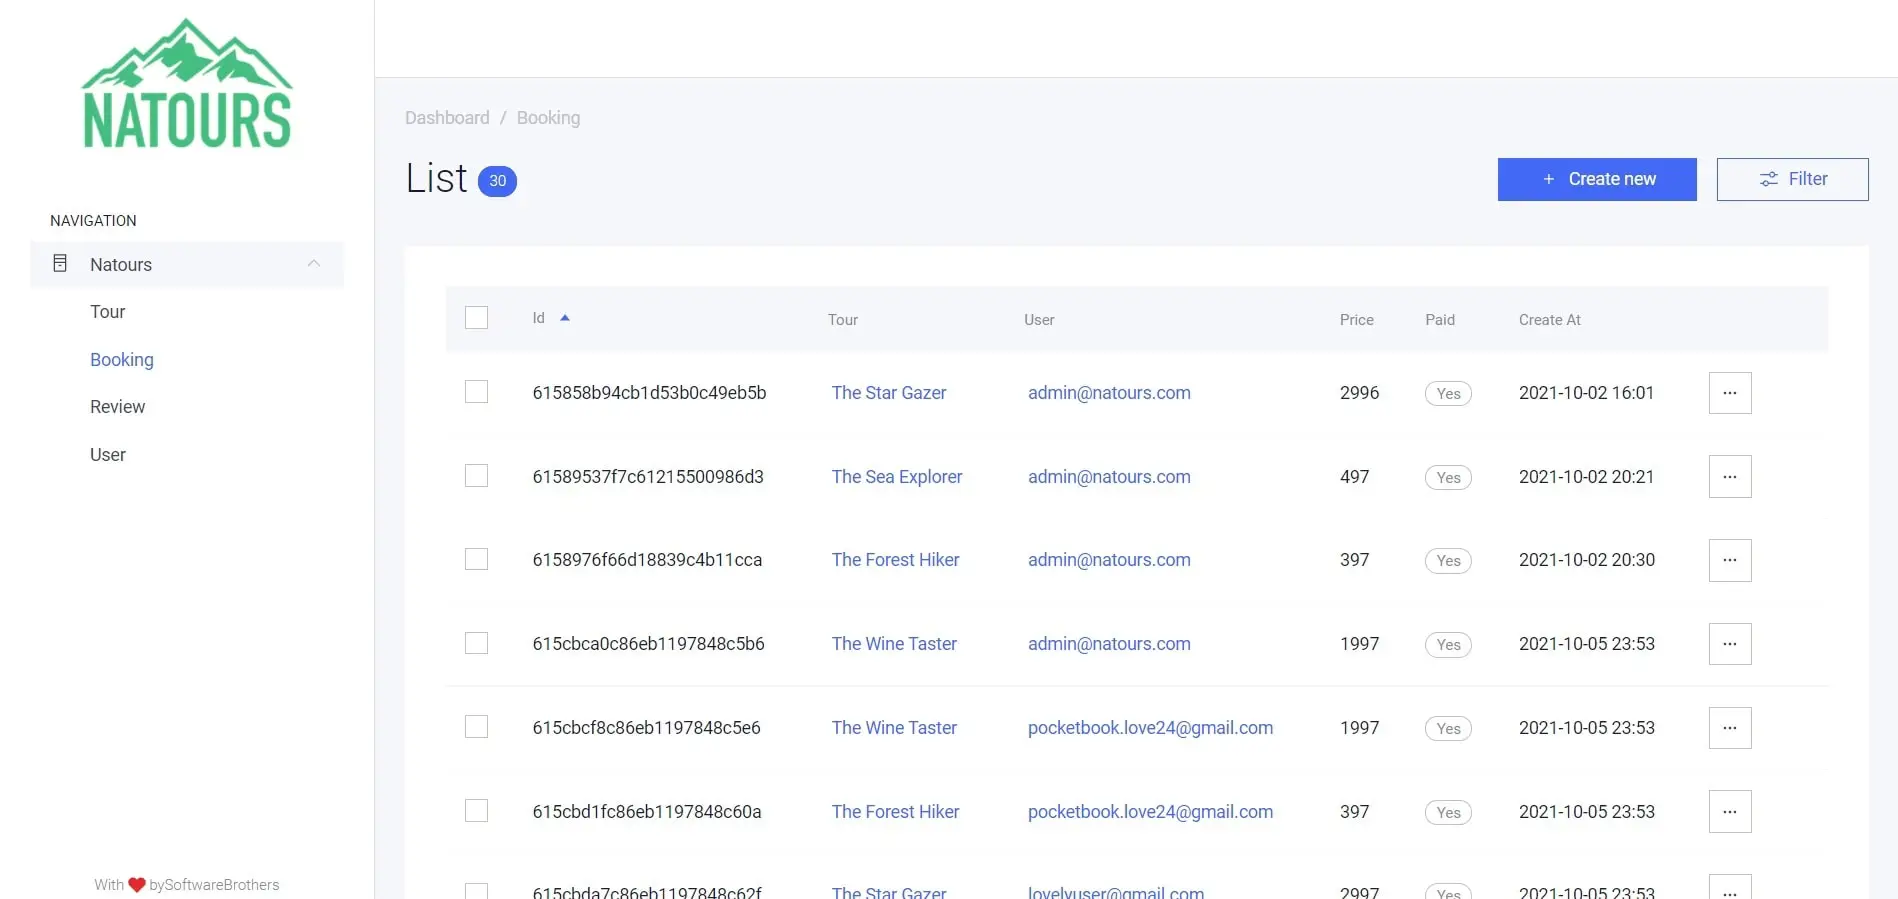 NATOURS
NAVIGATION
Natours
Tour
Booking
Review
User
With ❤ bySoftwareBrothers
Dashboard / Booking
List 30
+ Create new
Filter
Id Tour User Price Paid Create At
615858b94cb1d53b0c49eb5b The Star Gazer admin@natours.com 2996 Yes 2021-10-02 16:01 ...
61589537f7c61215500986d3 The Sea Explorer admin@natours.com 497 Yes 2021-10-02 20:21 ...
6158976f66d18839c4b11cca The Forest Hiker admin@natours.com 397 Yes 2021-10-02 20:30 ...
615cbca0c86eb1197848c5b6 The Wine Taster admin@natours.com 1997 Yes 2021-10-05 23:53 ...
615cbcf8c86eb1197848c5e6 The Wine Taster pocketbook.love24@gmail.com 1997 Yes 2021-10-05 23:53 ...
615cbd1fc86eb1197848c60a The Forest Hiker pocketbook.love24@gmail.com 397 Yes 2021-10-05 23:53 ...
615cbda7c86eb1197848c62f The Star Gazer lovelyuser@gmail.com 2997 Yes 2021-10-05 23:53 ...